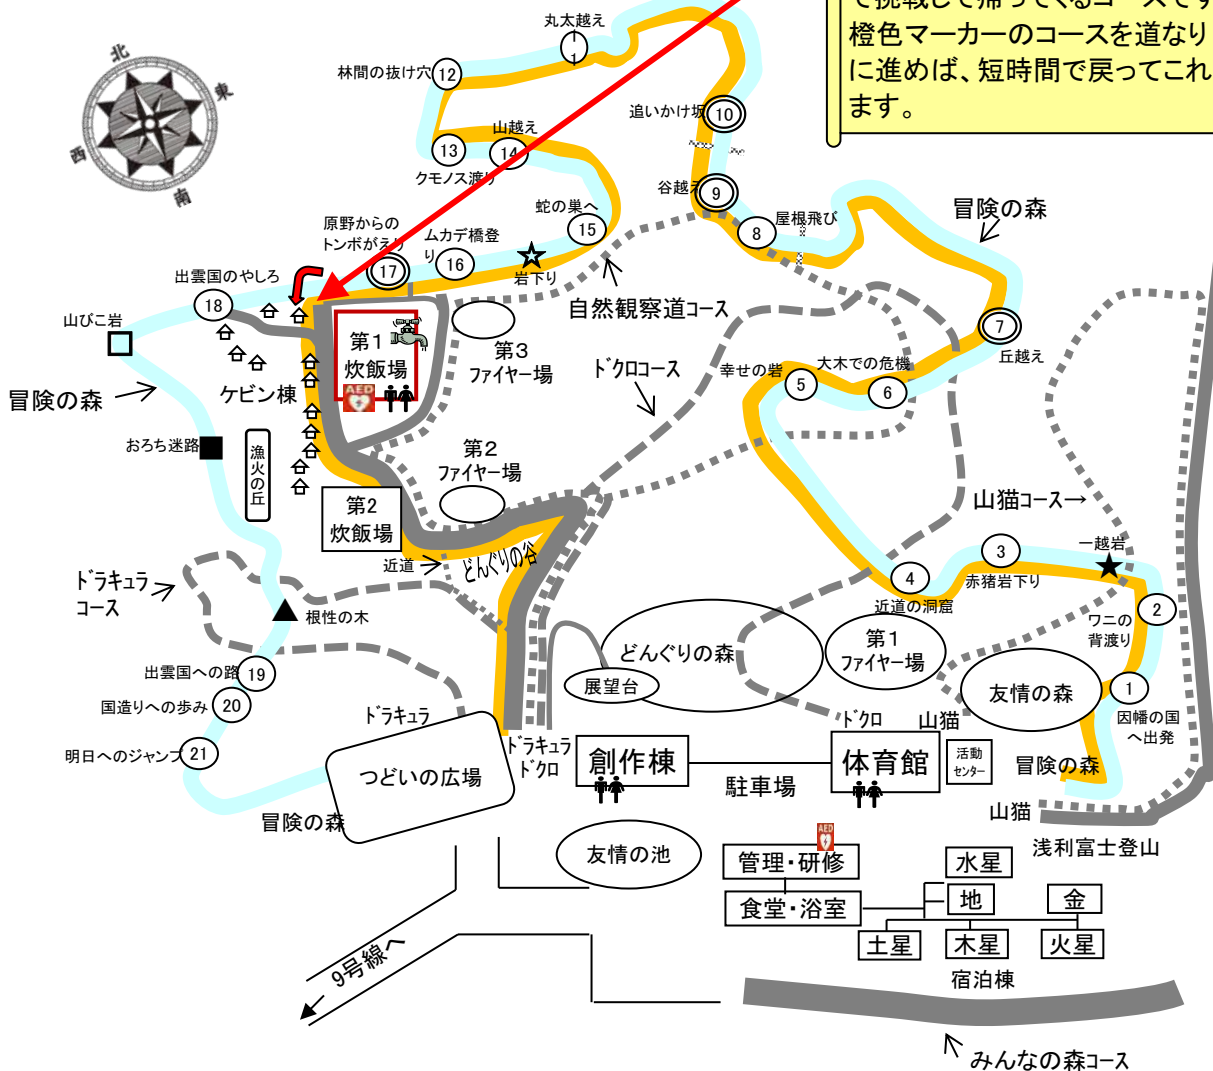 て挑戦して帰ってくるコースです
橙色マーカーのコースを道なり
に進めば、短時間で戻ってこれ
ます。
北
東
西
南
丸太越え
11
林間の抜け穴
12
追いかけ坂
10
山越え
13
14
クモノス渡り
谷越え
9
蛇の巣へ
15
8
屋根飛び
冒険の森
原野からの
トンボがえり
ムカデ橋登
り
17
16
岩下り
出雲国のやしろ
18
自然観察道コース
山びこ岩
第1
炊飯場
AED
第3
ファイヤー場
7
丘越え
ドクロコース
幸せの砦
大木での危機
5
6
冒険の森
ケビン棟
おろち迷路
漁火の丘
第2
ファイヤー場
第2
炊飯場
山猫コース→
近道
どんぐりの谷
一越岩
3
赤猪岩下り
ドラキュラ
コース
4
近道の洞窟
2
ワニの
背渡り
根性の木
どんぐりの森
第1
ファイヤー場
出雲国への路
19
展望台
友情の森
1
因幡の国
へ出発
国造りへの歩み
20
ドラキュラ
ドクロ
山猫
明日へのジャンプ
21
つどいの広場
ドラキュラ
ドクロ
創作棟
駐車場
体育館
活動
センター
冒険の森
冒険の森
山猫
浅利富士登山
友情の池
AED
管理・研修
水星
食堂・浴室
地
金
土星
木星
火星
9号線へ
宿泊棟
みんなの森コース